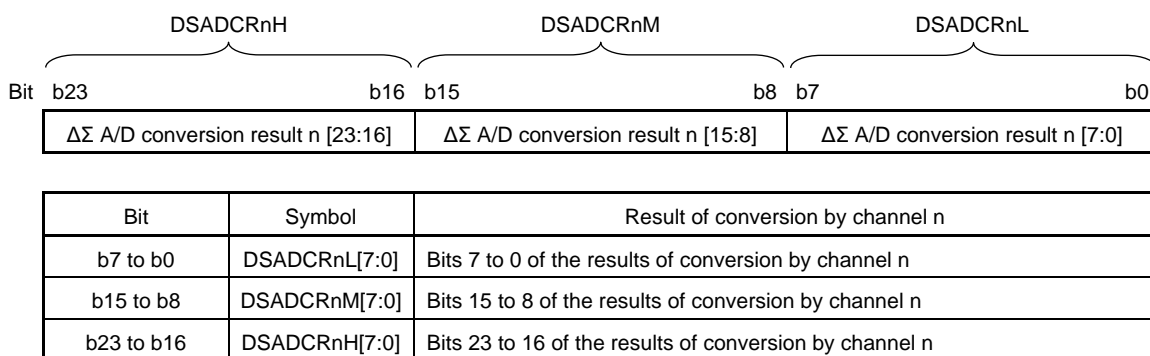 DSADCRnH DSADCRnM DSADCRnL
Bit b23 b16 b15 b8 b7 b0
ΔΣ A/D conversion result n [23:16] ΔΣ A/D conversion result n [15:8] ΔΣ A/D conversion result n [7:0]
Bit Symbol Result of conversion by channel n
b7 to b0 DSADCRnL[7:0] Bits 7 to 0 of the results of conversion by channel n
b15 to b8 DSADCRnM[7:0] Bits 15 to 8 of the results of conversion by channel n
b23 to b16 DSADCRnH[7:0] Bits 23 to 16 of the results of conversion by channel n